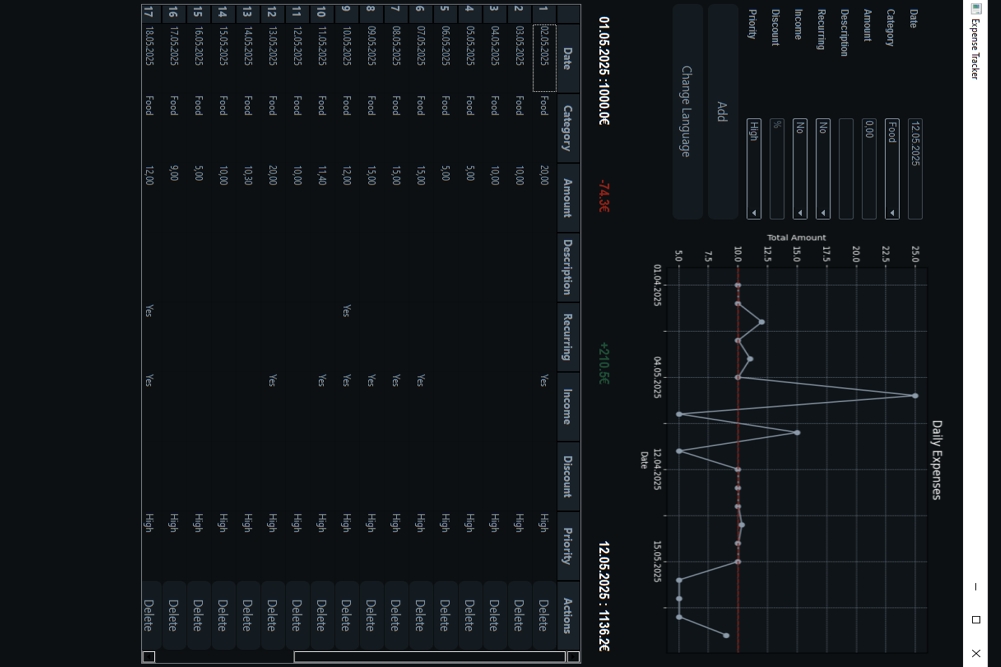 Expense Tracker
Date 12.05.2025
Category Food
Amount 0,00
Description
Recurring No
Income No
Discount %
Priority High
Add
Change Language
Daily Expenses
Total Amount
25.0
22.5
20.0
17.5
15.0
12.5
10.0
7.5
5.0
01.04.2025 04.05.2025 12.04.2025 15.05.2025
Date
01.05.2025 :1000.0€ -74.3€ +210.5€ 12.05.2025 : 1136.2€
Date Category Amount Description Recurring Income Discount Priority Actions
1 02.05.2025 Food 20,00 Yes High Delete
2 03.05.2025 Food 10,00 High Delete
3 04.05.2025 Food 10,00 High Delete
4 05.05.2025 Food 5,00 High Delete
5 06.05.2025 Food 5,00 High Delete
6 07.05.2025 Food 15,00 Yes High Delete
7 08.05.2025 Food 15,00 Yes High Delete
8 09.05.2025 Food 15,00 Yes High Delete
9 10.05.2025 Food 12,00 Yes Yes High Delete
10 11.05.2025 Food 11,40 Yes High Delete
11 12.05.2025 Food 10,00 High Delete
12 13.05.2025 Food 20,00 Yes High Delete
13 14.05.2025 Food 10,30 High Delete
14 15.05.2025 Food 10,00 High Delete
15 16.05.2025 Food 5,00 High Delete
16 17.05.2025 Food 9,00 High Delete
17 18.05.2025 Food 12,00 Yes Yes High Delete